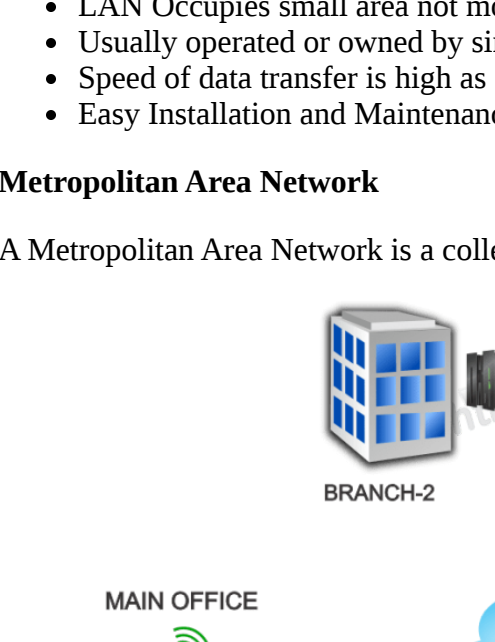 LAN Occupies small area not mo
Usually operated or owned by si
Speed of data transfer is high as
Easy Installation and Maintenanc
Metropolitan Area Network
A Metropolitan Area Network is a colle
BRANCH-2
MAIN OFFICE